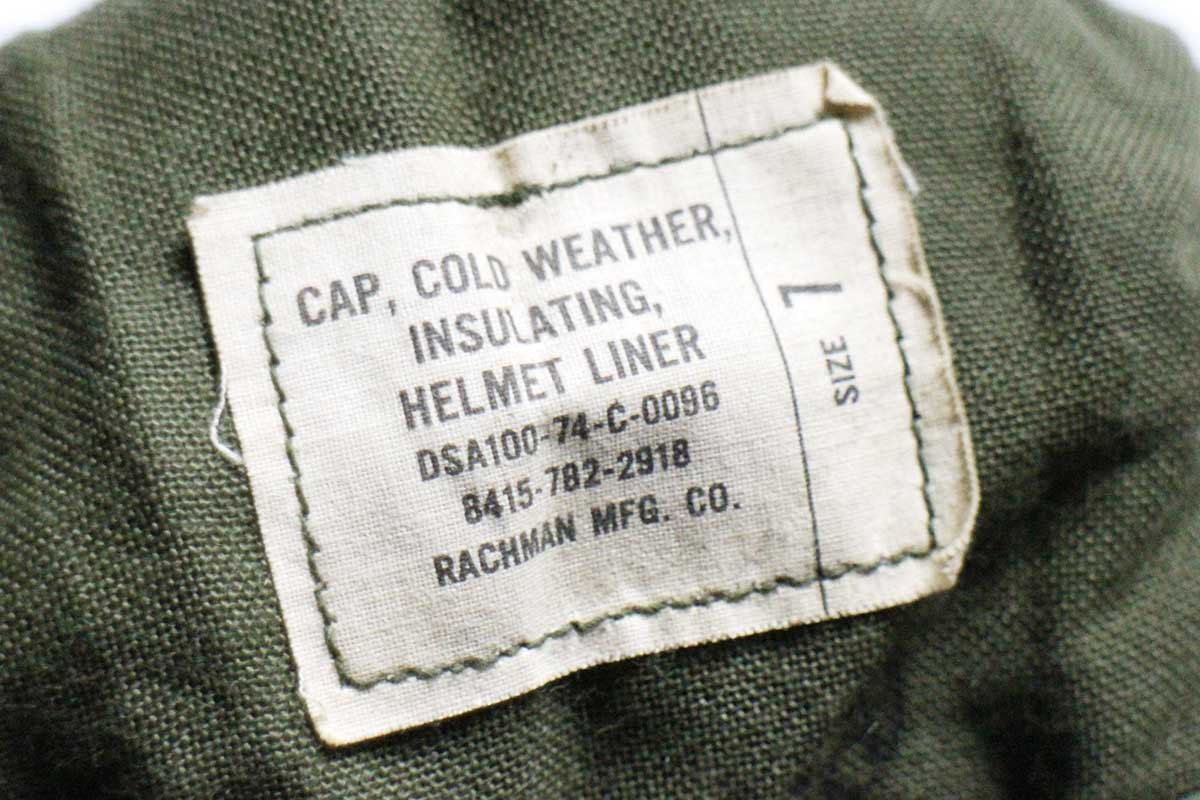 CAP, COLD WEATHER,
INSULATING,
HELMET LINER
DSA100-74-C-0096
8415-782-2918
RACHMAN MFG. CO.
SIZE 7